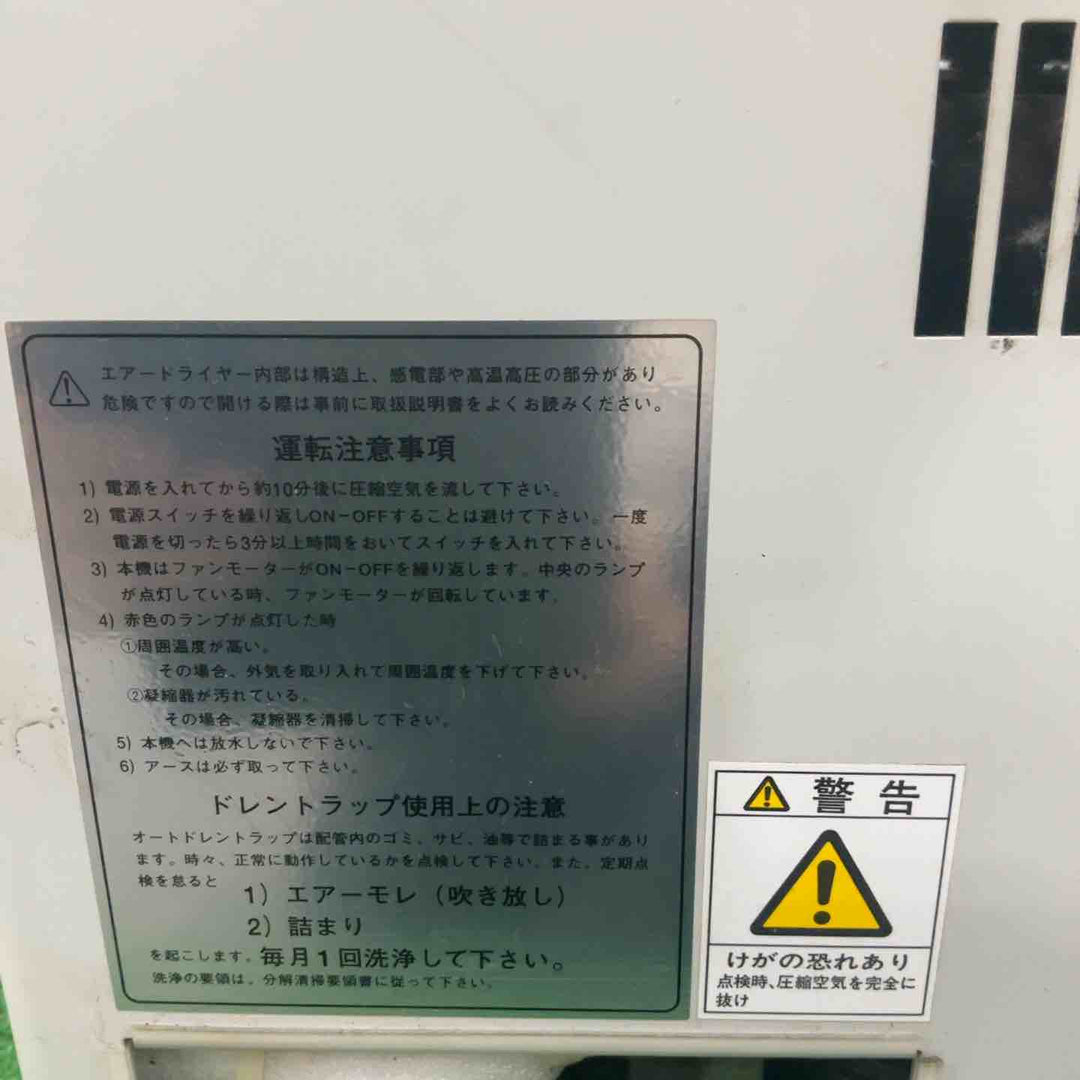 エアードライヤー内部は構造上、感電部や高温高圧の部分があり
危険ですので開ける際は事前に取扱説明書をよくお読みください。
運転注意事項
1) 電源を入れてから約10分後に圧縮空気を流して下さい。
2) 電源スイッチを繰り返しON-OFFすることは避けて下さい。一度
電源を切ったら3分以上時間をおいてスイッチを入れて下さい。
3) 本機はファンモーターがON-OFFを繰り返します。中央のランプ
が点灯している時、ファンモーターが回転しています。
4) 赤色のランプが点灯した時
①周囲温度が高い。
その場合、外気を取り入れて周囲温度を下げて下さい。
②凝縮器が汚れている。
その場合、凝縮器を清掃して下さい。
5) 本機へは放水しないで下さい。
6) アースは必ず取って下さい。
ドレントラップ使用上の注意
オートドレントラップは配管内のゴミ、サビ、油等で詰まる事があり
ます。時々、正常に動作しているかを点検して下さい。また、定期点
検を怠ると
1) エアーモレ（吹き放し）
2) 詰まり
を起こします。毎月1回洗浄して下さい。
洗浄の要領は、分解清掃要領書に従って下さい。
警告
けがの恐れあり
点検時、圧縮空気を完全に
抜け